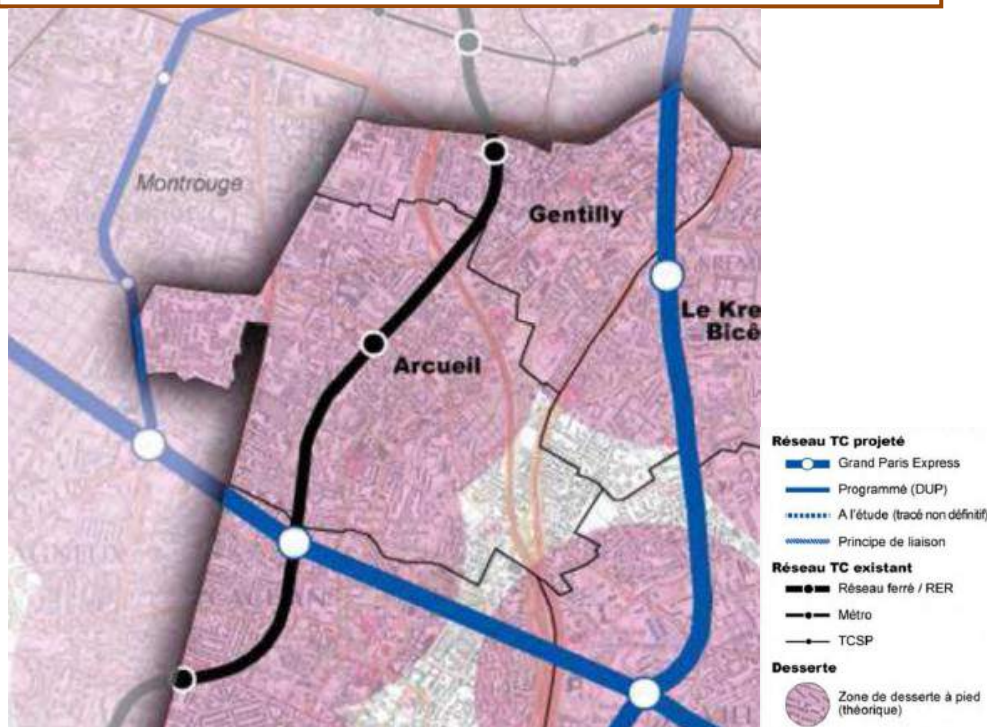 Montrouge
Gentilly
Le Kre
Bicê
Arcueil
Réseau TC projeté
Grand Paris Express
Programmé (DUP)
A l'étude (tracé non définitif)
Principe de liaison
Réseau TC existant
Réseau ferré / RER
Métro
TCSP
Desserte
Zone de desserte à pied
(théorique)